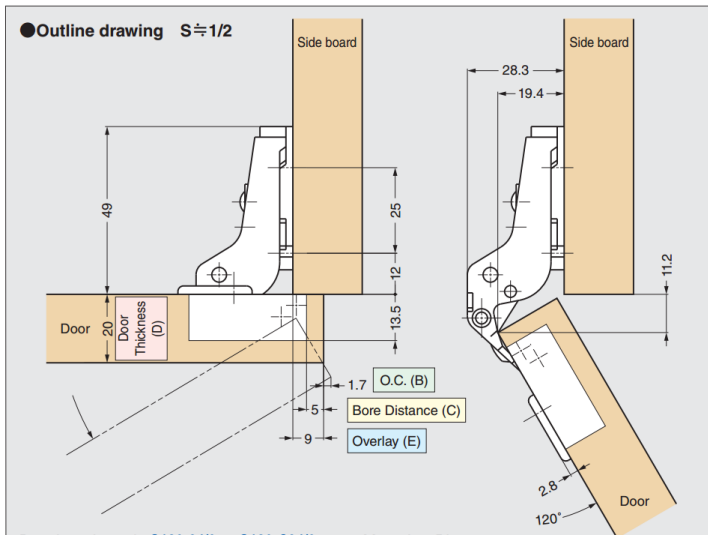 ●Outline drawing S≒1/2
Side board
Side board
28.3
19.4
49
25
12
11.2
13.5
Door
20
Door
Thickness
(D)
1.7
O.C. (B)
5
Bore Distance (C)
9
Overlay (E)
2.8
120°
Door